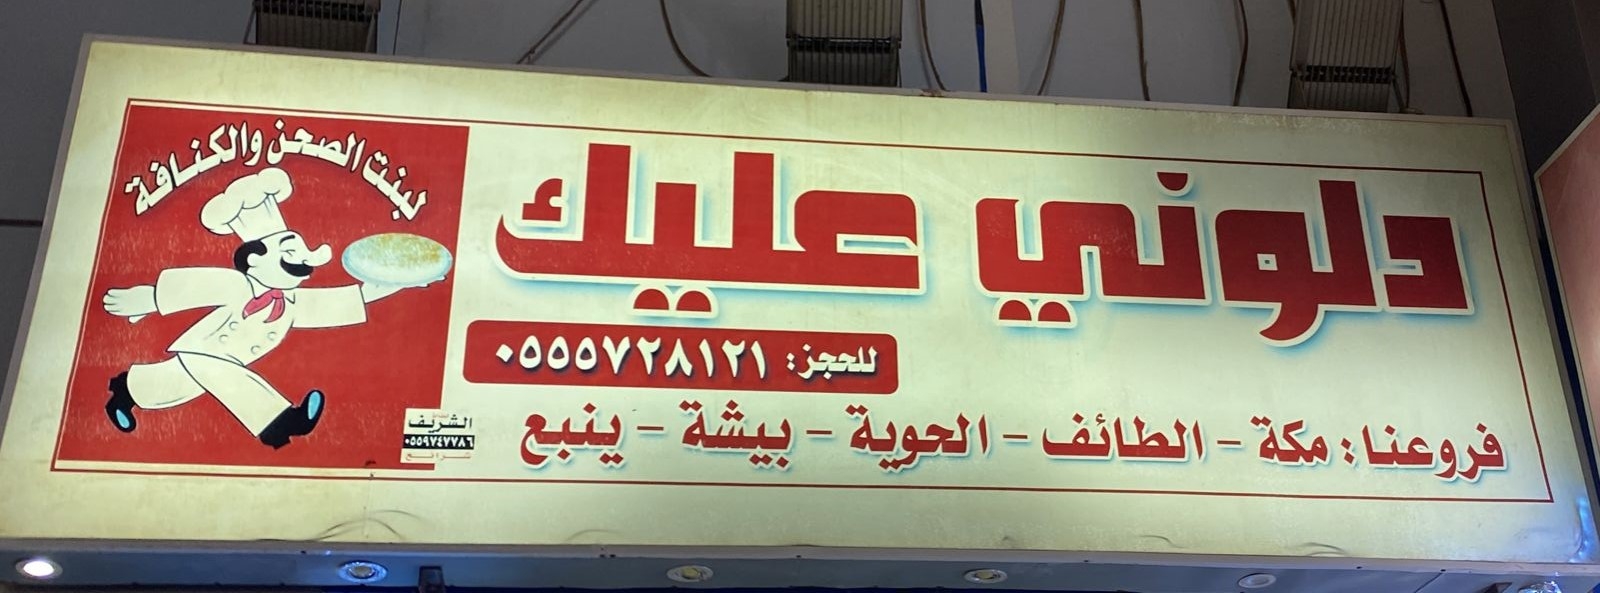 دلوني عليك
لبنت الصحن والكنافة
للحجز: ٠٥٥٥٧٢٨١٢١
فروعنا: مكة - الطائف - الحوية - بيشة - ينبع
الشريف
٠٥٥٩٧٤٧٧٨٦